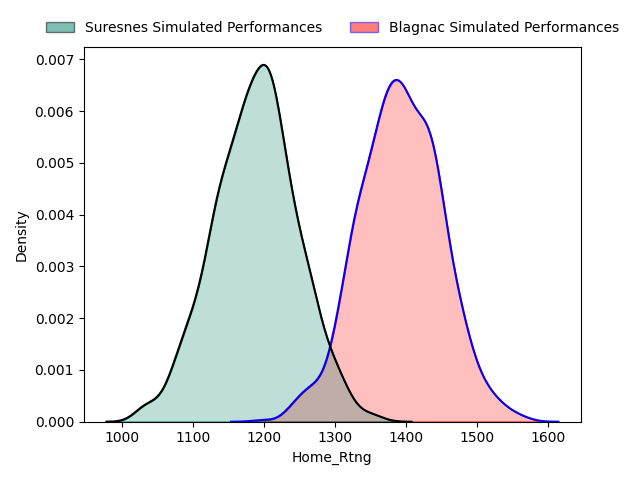 Suresnes Simulated Performances Blagnac Simulated Performances
0.007
0.006
0.005
0.004
0.003
0.002
0.001
0.000
Density
1000 1100 1200 1300 1400 1500 1600
Home_Rtng